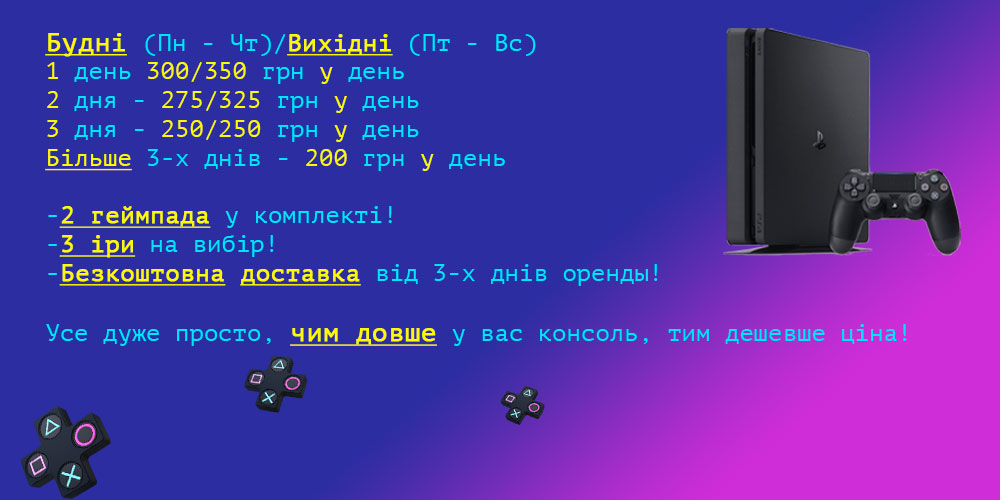 Будні (Пн - Чт)/Вихідні (Пт - Вс)
1 день 300/350 грн у день
2 дня - 275/325 грн у день
3 дня - 250/250 грн у день
Більше 3-х днів - 200 грн у день
-2 геймпада у комплекті!
-3 іри на вибір!
-Безкоштовна доставка від 3-х днів оренды!
Усе дуже просто, чим довше у вас консоль, тим дешевше ціна!